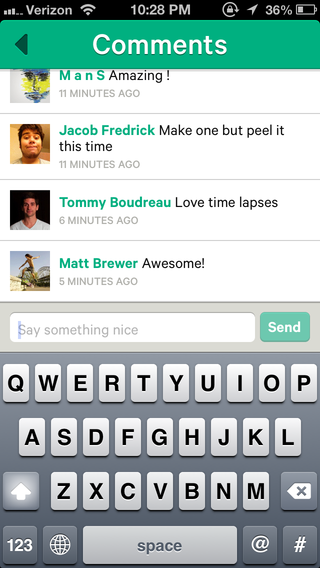 Verizon 10:28 PM 36%
Comments
M a n S Amazing !
11 MINUTES AGO
Jacob Fredrick Make one but peel it
this time
11 MINUTES AGO
Tommy Boudreau Love time lapses
6 MINUTES AGO
Matt Brewer Awesome!
5 MINUTES AGO
Say something nice Send
Q W E R T Y U I O P
A S D F G H J K L
Z X C V B N M
123 space @ #